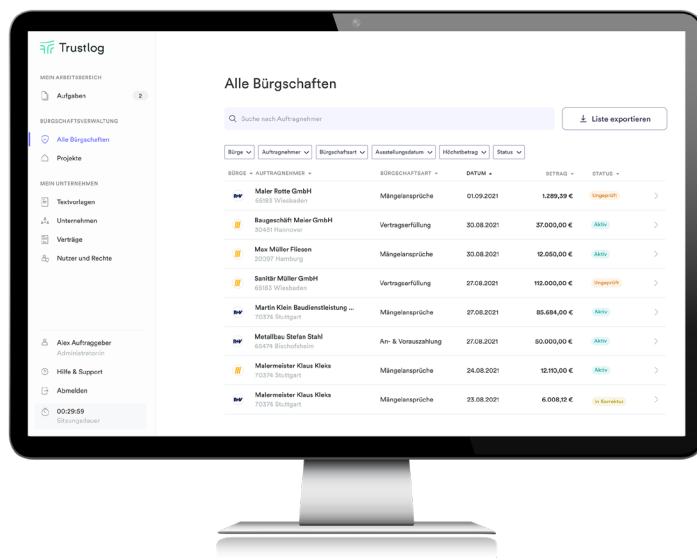 Trustlog
MEIN ARBEITSBEREICH
Aufgaben 2
BÜRGSCHAFTSVERWALTUNG
Alle Bürgschaften
Projekte
MEIN UNTERNEHMEN
Textvorlagen
Unternehmen
Verträge
Nutzer und Rechte
Alex Auftraggeber
Administrator:in
Hilfe & Support
Abmelden
00:29:59
Sitzungsdauer
Alle Bürgschaften
Suche nach Auftragnehmer
Liste exportieren
Bürge Auftragnehmer Bürgschaftsart Ausstellungsdatum Höchstbetrag Status
BÜRGE AUFTRAGNEHMER BÜRGSCHAFTSART DATUM BETRAG STATUS
R+V Maler Rotte GmbH Mängelansprüche 01.09.2021 1.289,39 € Ungeprüft
65183 Wiesbaden
Baugeschäft Meier GmbH Vertragserfüllung 30.08.2021 37.000,00 € Aktiv
30451 Hannover
Max Müller Fliesen Mängelansprüche 30.08.2021 12.050,00 € Aktiv
20097 Hamburg
Sanitär Müller GmbH Vertragserfüllung 27.08.2021 112.000,00 € Ungeprüft
65183 Wiesbaden
R+V Martin Klein Baudienstleistung ... Mängelansprüche 27.08.2021 85.684,00 € Aktiv
70374 Stuttgart
R+V Metallbau Stefan Stahl An- & Vorauszahlung 27.08.2021 50.000,00 € Aktiv
65474 Bischofsheim
Malermeister Klaus Kleks Mängelansprüche 24.08.2021 12.110,00 € Aktiv
70374 Stuttgart
R+V Malermeister Klaus Kleks Mängelansprüche 23.08.2021 6.008,12 € In Korrektur
70374 Stuttgart